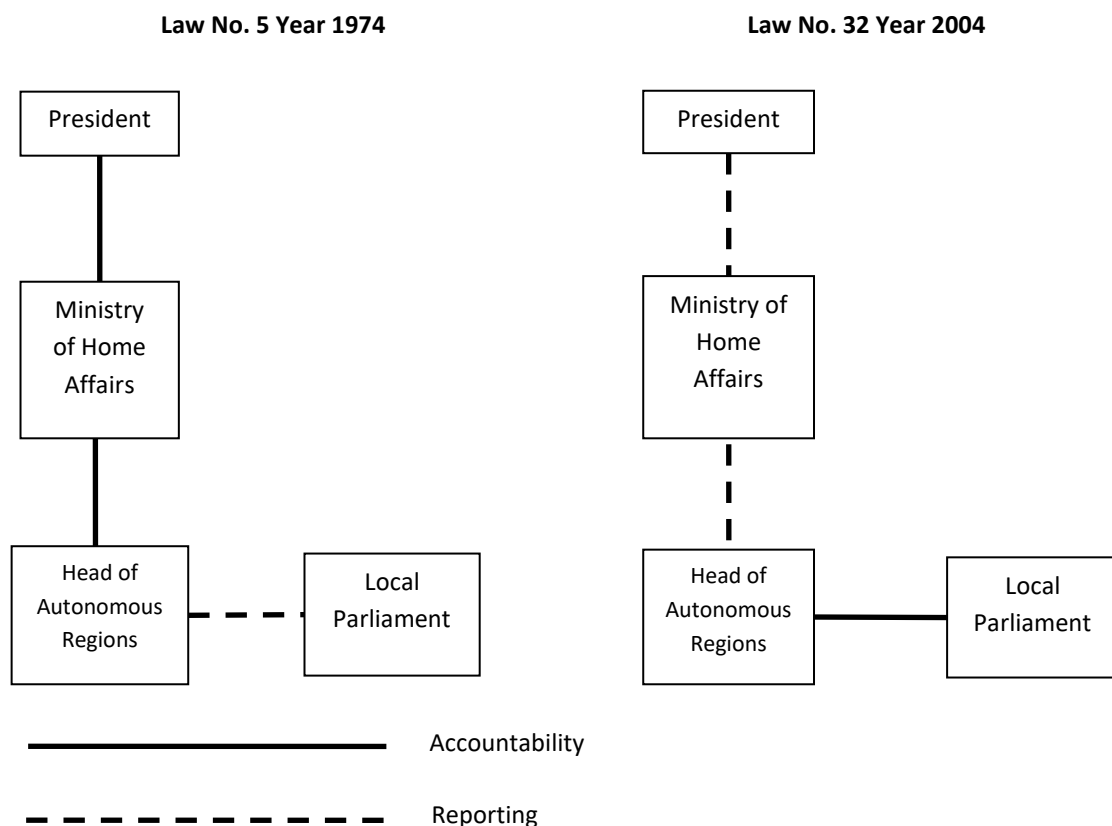 Law No. 5 Year 1974
President
Ministry
of Home
Affairs
Head of
Autonomous
Regions
Local
Parliament
Law No. 32 Year 2004
President
Ministry of
Home
Affairs
Head of
Autonomous
Regions
Local
Parliament
Accountability
Reporting